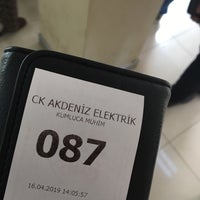 CK AKDENİZ ELEKTRİK
KUMLUCA MÜHİM
087
16.04.2019 14:05:57